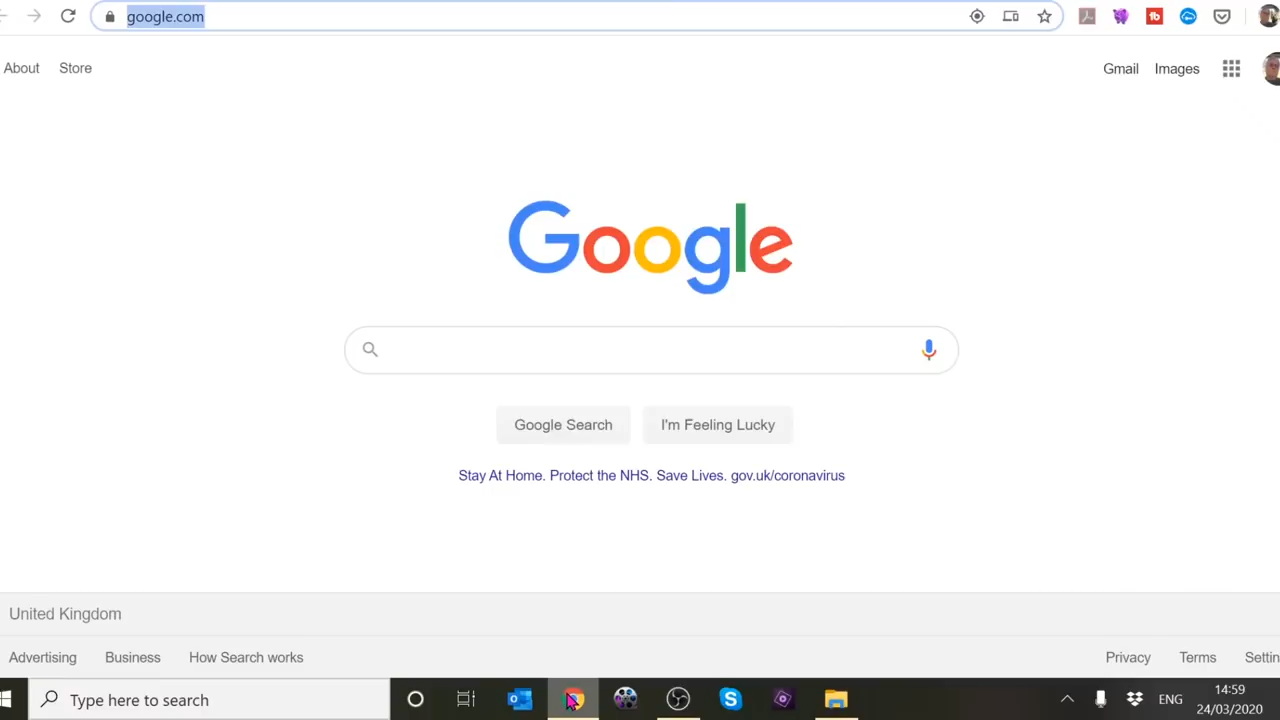 google.com
About Store Gmail Images
Google
Google Search I'm Feeling Lucky
Stay At Home. Protect the NHS. Save Lives. gov.uk/coronavirus
United Kingdom
Advertising Business How Search works Privacy Terms Settin
Type here to search ENG 14:59
24/03/2020